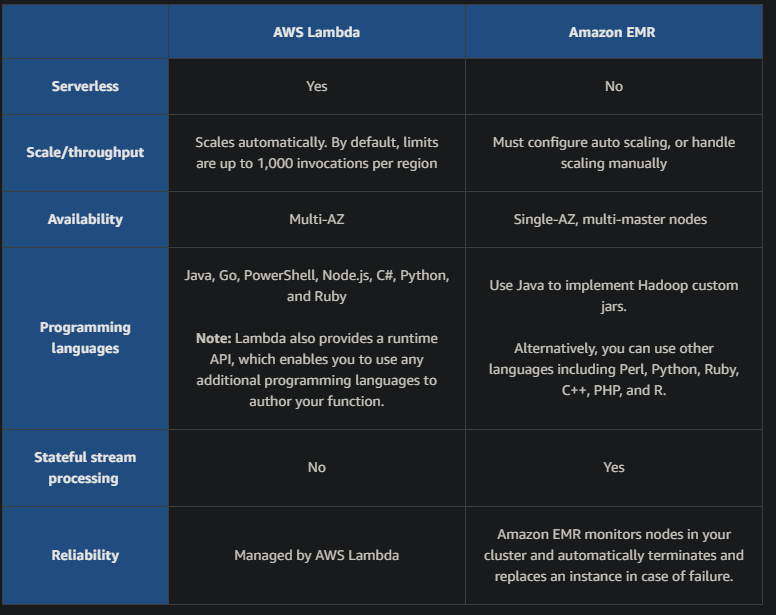 AWS Lambda
Amazon EMR
Serverless
Yes
No
Scale/throughput
Scales automatically. By default, limits
are up to 1,000 invocations per region
Must configure auto scaling, or handle
scaling manually
Availability
Multi-AZ
Single-AZ, multi-master nodes
Programming
languages
Java, Go, PowerShell, Node.js, C#, Python,
and Ruby
Note: Lambda also provides a runtime
API, which enables you to use any
additional programming languages to
author your function.
Use Java to implement Hadoop custom
jars.
Alternatively, you can use other
languages including Perl, Python, Ruby,
C++, PHP, and R.
Stateful stream
processing
No
Yes
Reliability
Managed by AWS Lambda
Amazon EMR monitors nodes in your
cluster and automatically terminates and
replaces an instance in case of failure.